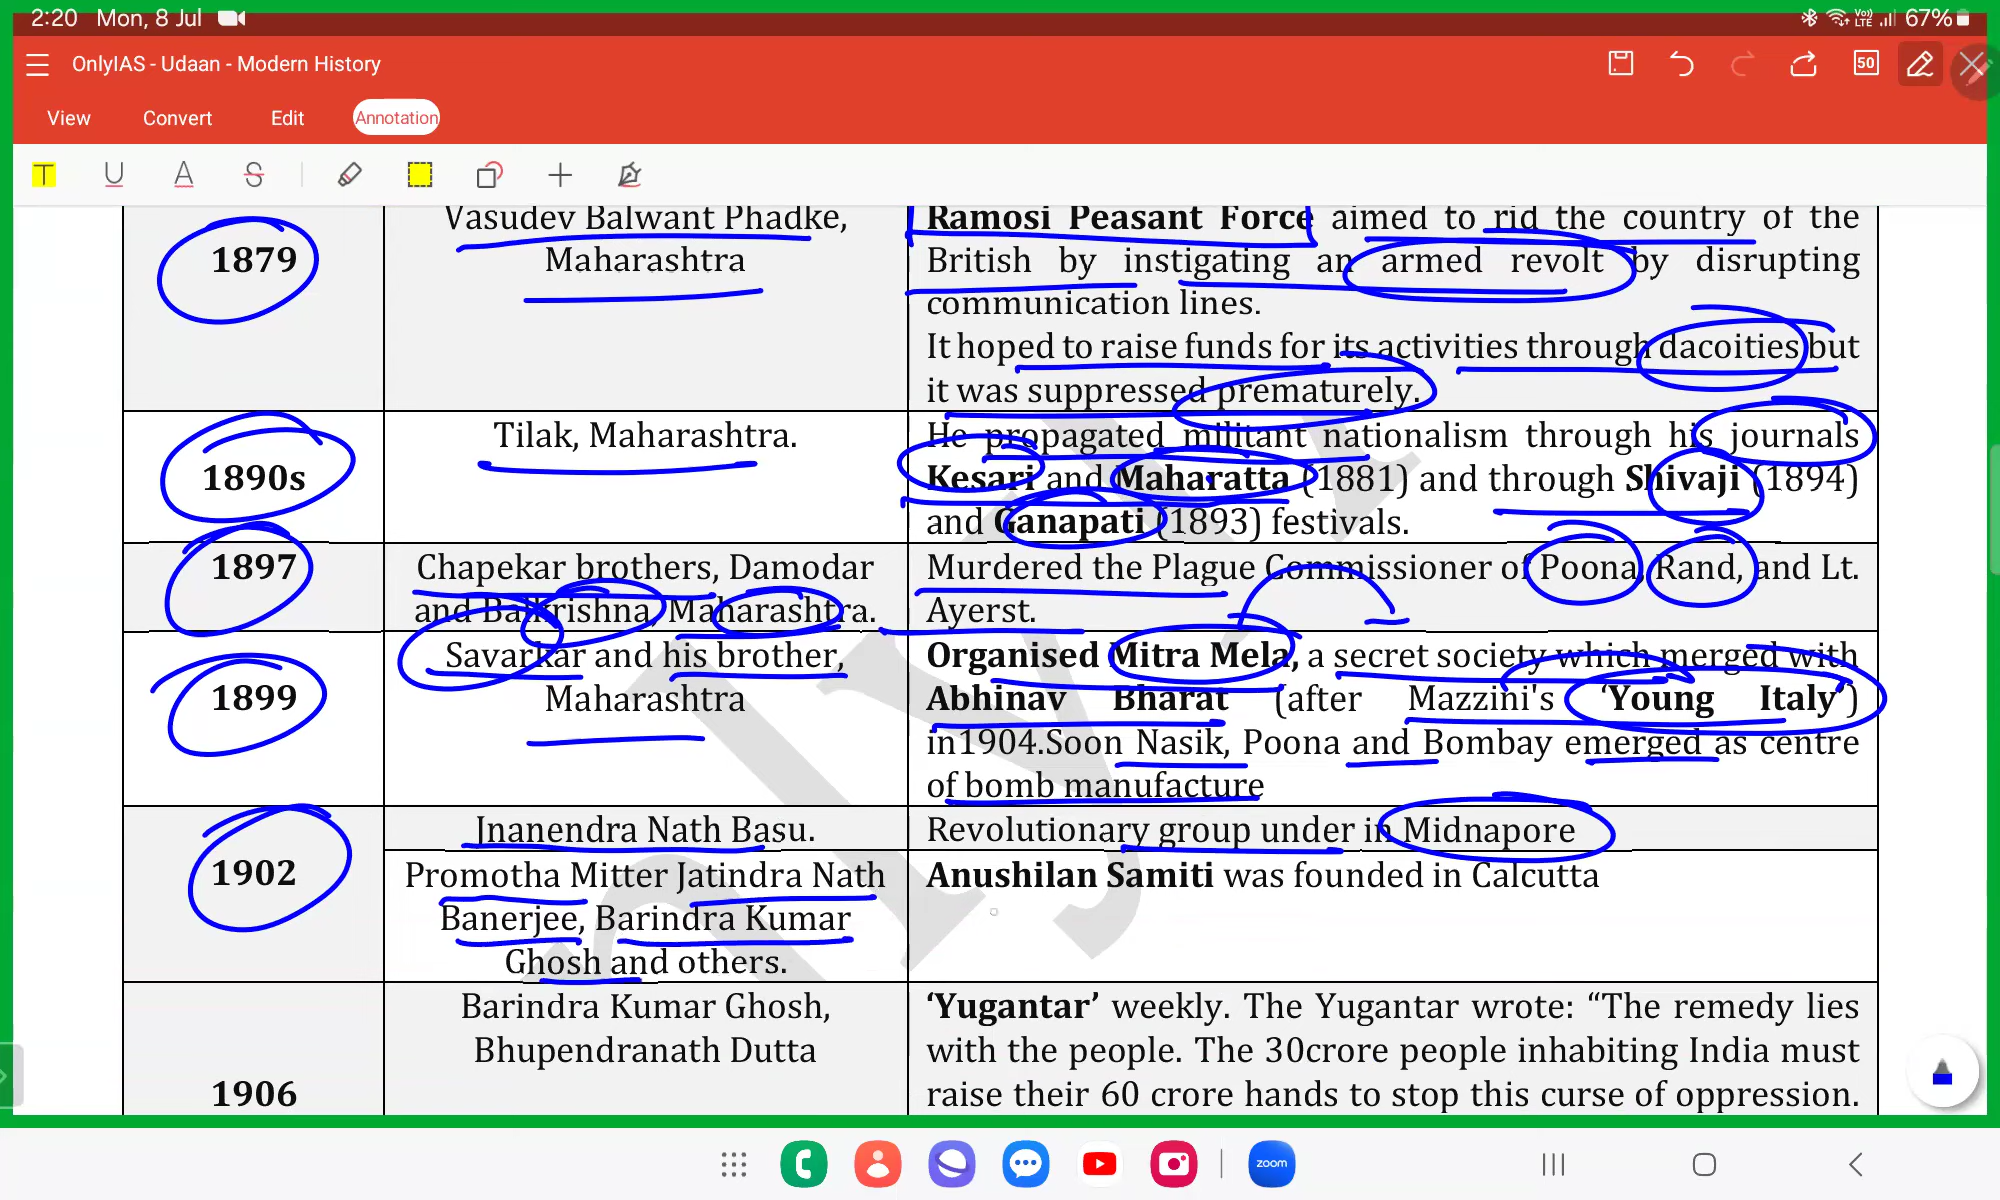 2:20 Mon, 8 Jul
Vo)) LTE 67%
OnlyIAS - Udaan - Modern History
50
View Convert Edit Annotation
T U A S
1879
Vasudev Balwant Phadke,
Maharashtra
Ramosi Peasant Force aimed to rid the country of the
British by instigating an armed revolt by disrupting
communication lines.
It hoped to raise funds for its activities through dacoities but
it was suppressed prematurely.
1890s
Tilak, Maharashtra.
He propagated militant nationalism through his journals
Kesari and Maharatta (1881) and through Shivaji (1894)
and Ganapati (1893) festivals.
1897
Chapekar brothers, Damodar
and Balkrishna, Maharashtra.
Murdered the Plague Commissioner of Poona, Rand, and Lt.
Ayerst.
1899
Savarkar and his brother,
Maharashtra
Organised Mitra Mela, a secret society which merged with
Abhinav Bharat (after Mazzini's ‘Young Italy’)
in1904.Soon Nasik, Poona and Bombay emerged as centre
of bomb manufacture
1902
Jnanendra Nath Basu.
Revolutionary group under in Midnapore
Promotha Mitter Jatindra Nath
Banerjee, Barindra Kumar
Ghosh and others.
Anushilan Samiti was founded in Calcutta
1906
Barindra Kumar Ghosh,
Bhupendranath Dutta
‘Yugantar’ weekly. The Yugantar wrote: “The remedy lies
with the people. The 30crore people inhabiting India must
raise their 60 crore hands to stop this curse of oppression.
zoom